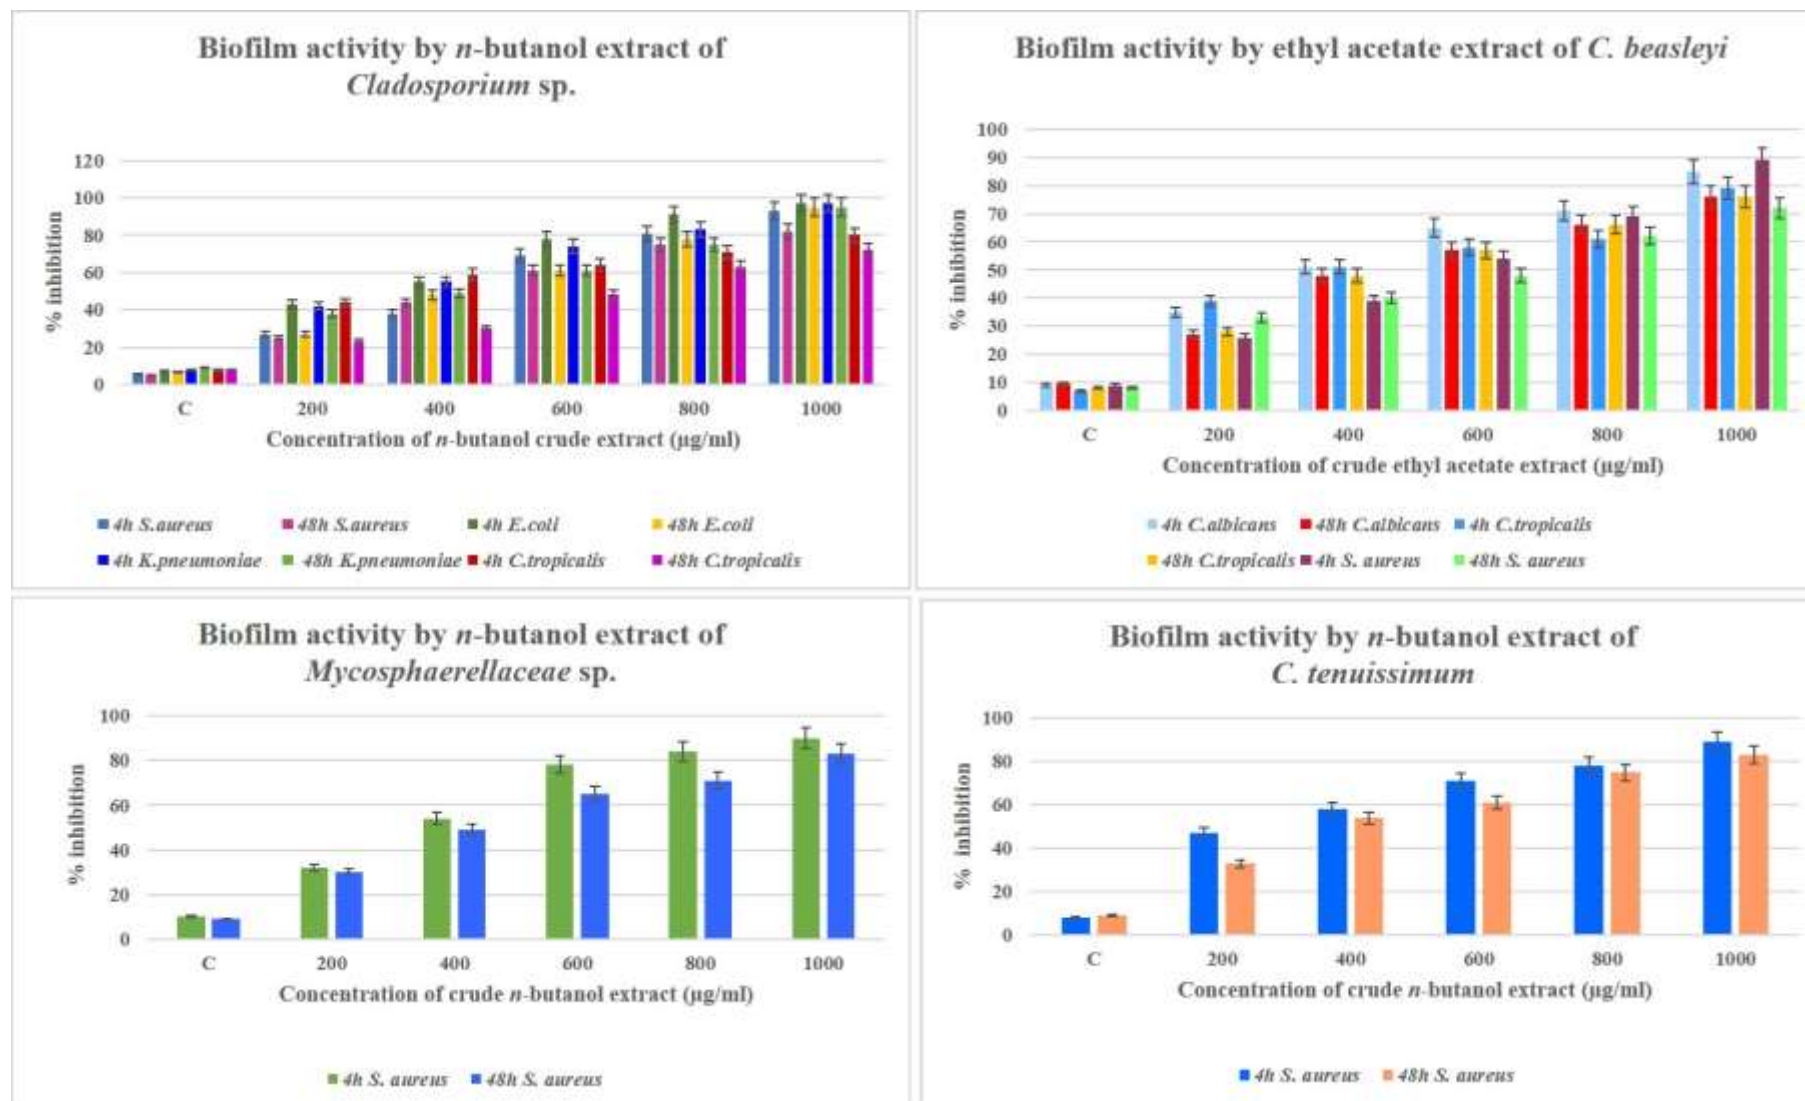 Biofilm activity by n-butanol extract of
Cladosporium sp.
% inhibition
120
100
80
60
40
20
0
C 200 400 600 800 1000
Concentration of n-butanol crude extract (µg/ml)
4h S.aureus 48h S.aureus 4h E.coli 48h E.coli
4h K.pneumoniae 48h K.pneumoniae 4h C.tropicalis 48h C.tropicalis
Biofilm activity by ethyl acetate extract of C. beasleyi
% inhibition
100
90
80
70
60
50
40
30
20
10
0
C 200 400 600 800 1000
Concentration of crude ethyl acetate extract (µg/ml)
4h C.albicans 48h C.albicans 4h C.tropicalis
48h C.tropicalis 4h S. aureus 48h S. aureus
Biofilm activity by n-butanol extract of
Mycosphaerellaceae sp.
% inhibition
100
80
60
40
20
0
C 200 400 600 800 1000
Concentration of crude n-butanol extract (µg/ml)
4h S. aureus 48h S. aureus
Biofilm activity by n-butanol extract of
C. tenuissimum
% inhibition
100
80
60
40
20
0
C 200 400 600 800 1000
Concentration of crude n-butanol extract (µg/ml)
4h S. aureus 48h S. aureus